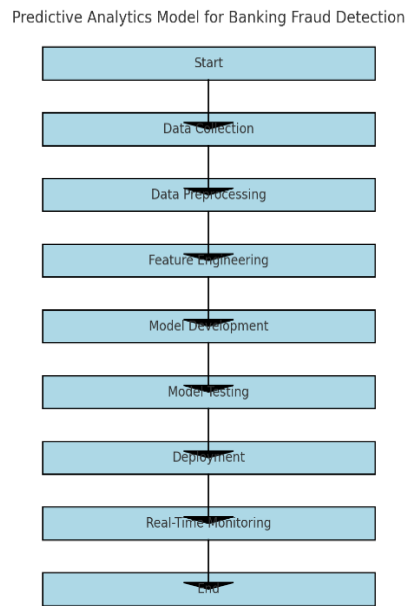 Predictive Analytics Model for Banking Fraud Detection
Start
Data Collection
Data Preprocessing
Feature Engineering
Model Development
Model Testing
Deployment
Real-Time Monitoring
End